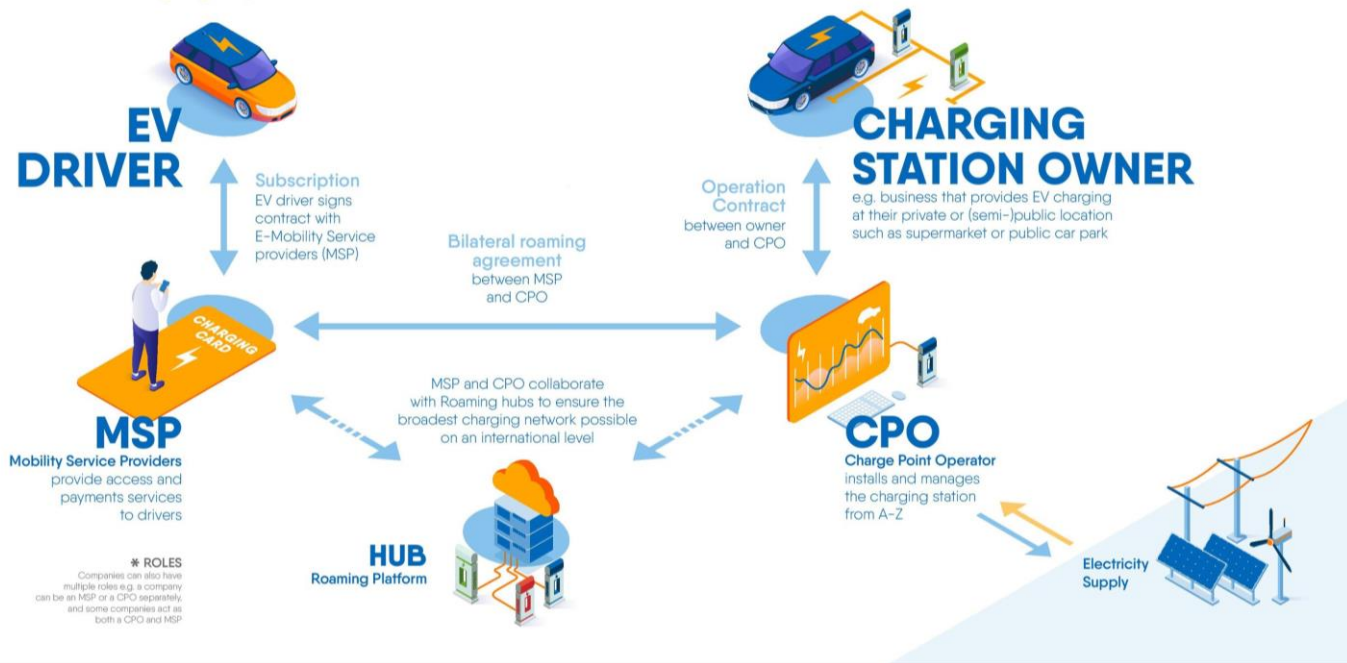 EV
DRIVER
Subscription
EV driver signs
contract with
E-Mobility Service
providers (MSP)
CHARGING
STATION OWNER
e.g. business that provides EV charging
at their private or (semi-)public location
such as supermarket or public car park
Operation
Contract
between owner
and CPO
Bilateral roaming
agreement
between MSP
and CPO
CHARGING
CARD
MSP
Mobility Service Providers
provide access and
payments services
to drivers
MSP and CPO collaborate
with Roaming hubs to ensure the
broadest charging network possible
on an international level
CPO
Charge Point Operator
installs and manages
the charging station
from A-Z
HUB
Roaming Platform
Electricity
Supply
* ROLES
Companies can also have
multiple roles e.g. a company
can be an MSP or a CPO separately,
and some companies act as
both a CPO and MSP